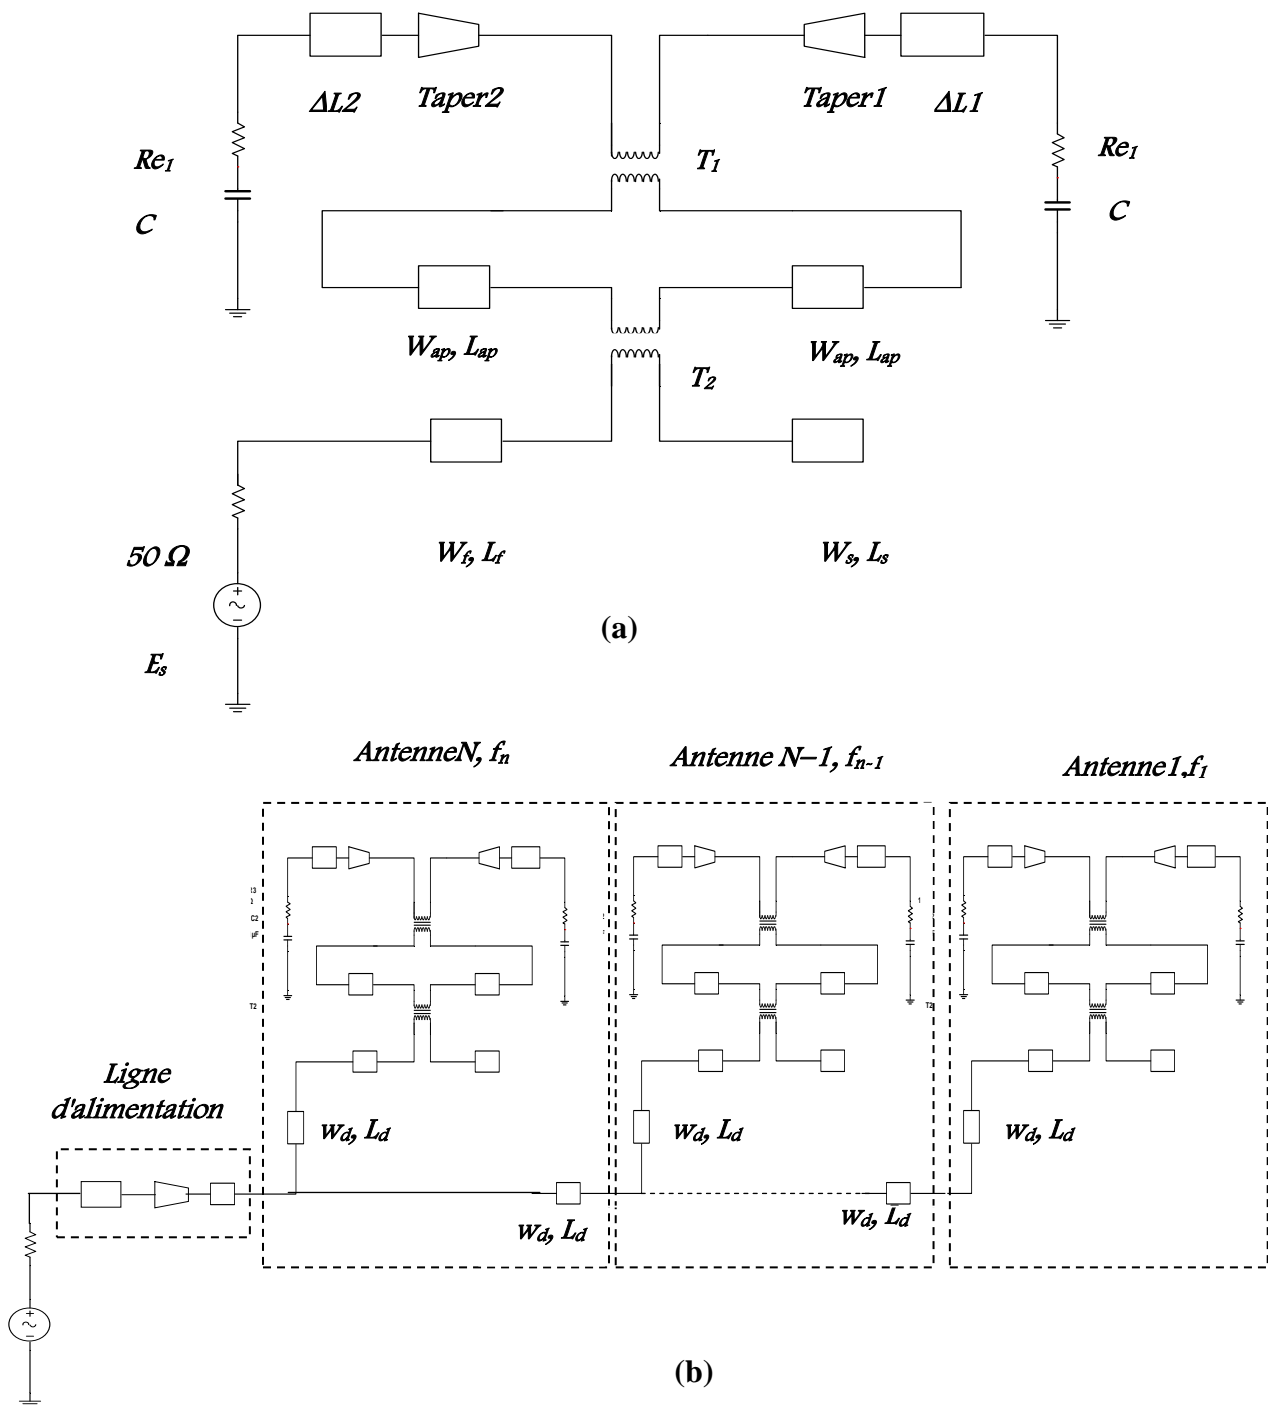 ΔL2 Taper2 Taper1 ΔL1
Re1 T1 Re1
C C
Wap, Lap Wap, Lap
T2
50 Ω Wf, Lf Ws, Ls
+
−
(a)
Es
AntenneN, fn Antenne N−1, fn-1 Antenne1,f1
T2 T2
Ligne
d'alimentation
wd, Ld wd, Ld wd, Ld
wd, Ld wd, Ld
+
−
(b)